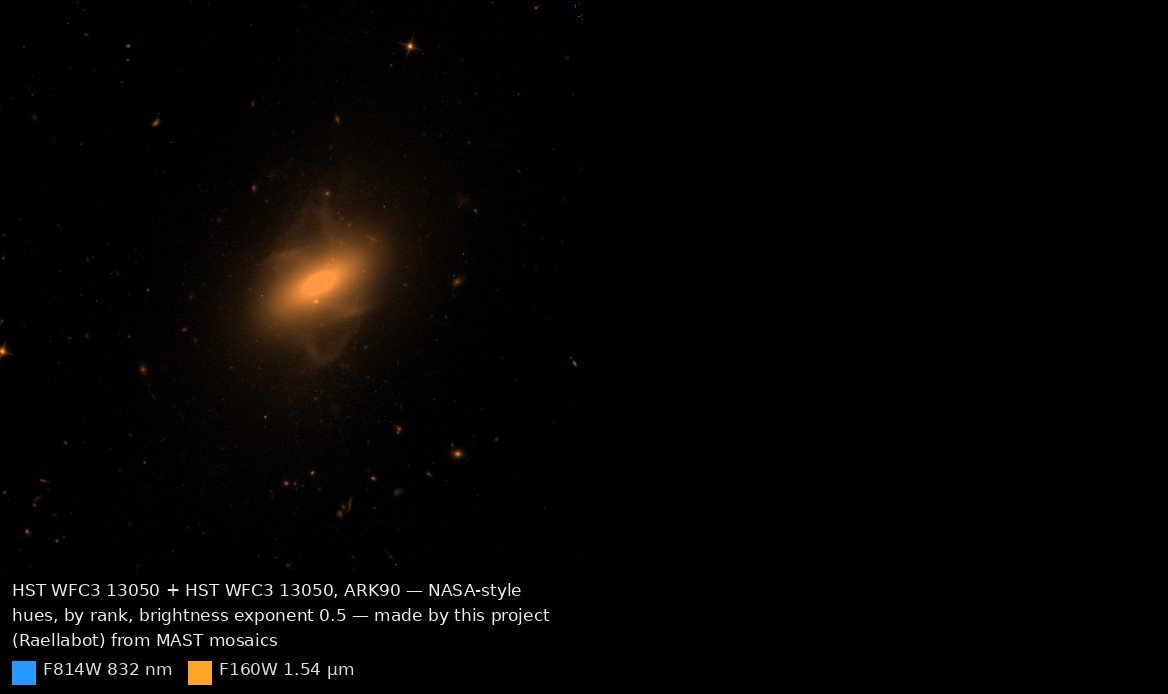 HST WFC3 13050 + HST WFC3 13050, ARK90 — NASA-style
hues, by rank, brightness exponent 0.5 — made by this project
(Raellabot) from MAST mosaics
F814W 832 nm F160W 1.54 µm